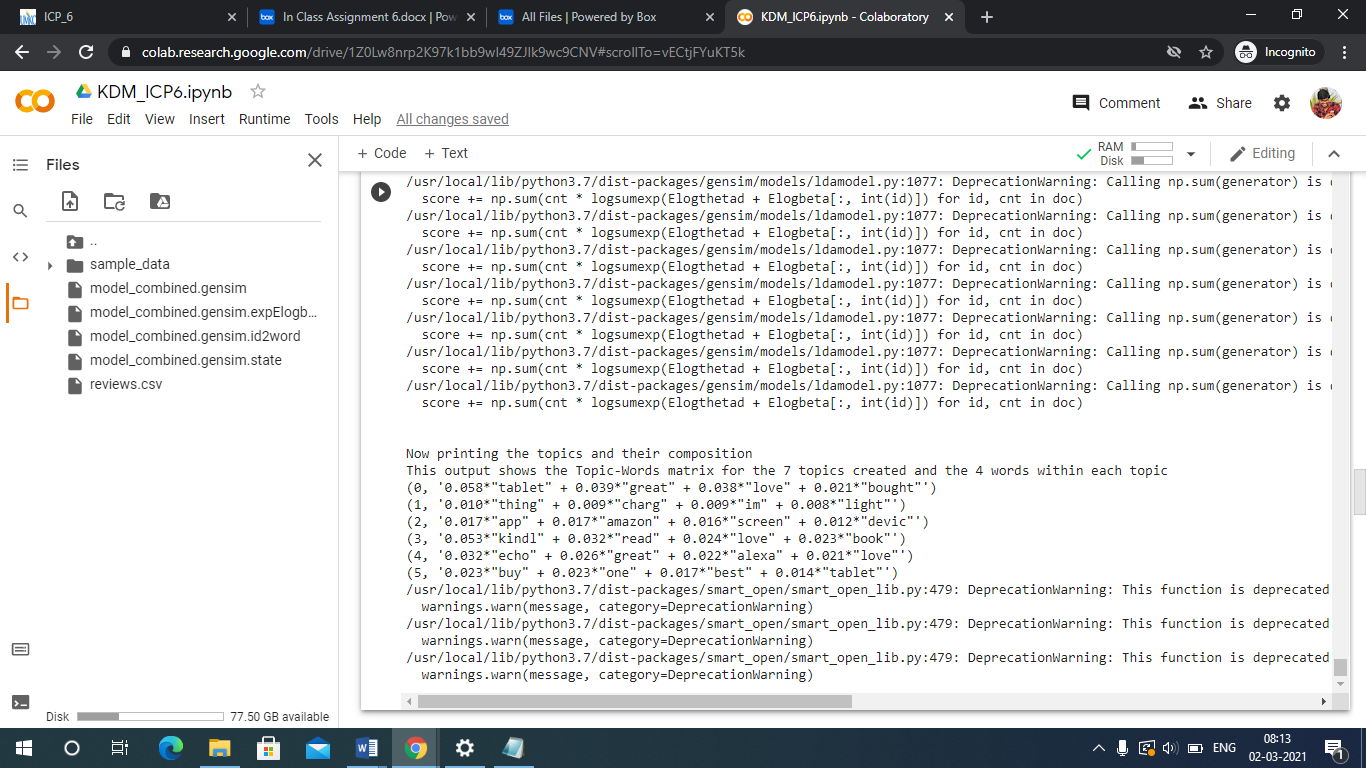 ICP_6
In Class Assignment 6.docx | Pow
All Files | Powered by Box
KDM_ICP6.ipynb - Colaboratory
colab.research.google.com/drive/1Z0Lw8nrp2K97k1bb9wl49ZJIk9wc9CNV#scrollTo=vECtjFYuKT5k
Incognito
KDM_ICP6.ipynb
File Edit View Insert Runtime Tools Help All changes saved
Comment Share
Files
+ Code + Text
RAM
Disk
Editing
..
sample_data
model_combined.gensim
model_combined.gensim.expElogb...
model_combined.gensim.id2word
model_combined.gensim.state
reviews.csv
Disk 77.50 GB available
/usr/local/lib/python3.7/dist-packages/gensim/models/ldamodel.py:1077: DeprecationWarning: Calling np.sum(generator) is
score += np.sum(cnt * logsumexp(Elogthetad + Elogbeta[:, int(id)]) for id, cnt in doc)
/usr/local/lib/python3.7/dist-packages/gensim/models/ldamodel.py:1077: DeprecationWarning: Calling np.sum(generator) is
score += np.sum(cnt * logsumexp(Elogthetad + Elogbeta[:, int(id)]) for id, cnt in doc)
/usr/local/lib/python3.7/dist-packages/gensim/models/ldamodel.py:1077: DeprecationWarning: Calling np.sum(generator) is
score += np.sum(cnt * logsumexp(Elogthetad + Elogbeta[:, int(id)]) for id, cnt in doc)
/usr/local/lib/python3.7/dist-packages/gensim/models/ldamodel.py:1077: DeprecationWarning: Calling np.sum(generator) is
score += np.sum(cnt * logsumexp(Elogthetad + Elogbeta[:, int(id)]) for id, cnt in doc)
/usr/local/lib/python3.7/dist-packages/gensim/models/ldamodel.py:1077: DeprecationWarning: Calling np.sum(generator) is
score += np.sum(cnt * logsumexp(Elogthetad + Elogbeta[:, int(id)]) for id, cnt in doc)
/usr/local/lib/python3.7/dist-packages/gensim/models/ldamodel.py:1077: DeprecationWarning: Calling np.sum(generator) is
score += np.sum(cnt * logsumexp(Elogthetad + Elogbeta[:, int(id)]) for id, cnt in doc)
/usr/local/lib/python3.7/dist-packages/gensim/models/ldamodel.py:1077: DeprecationWarning: Calling np.sum(generator) is
score += np.sum(cnt * logsumexp(Elogthetad + Elogbeta[:, int(id)]) for id, cnt in doc)
Now printing the topics and their composition
This output shows the Topic-Words matrix for the 7 topics created and the 4 words within each topic
(0, '0.058*"tablet" + 0.039*"great" + 0.038*"love" + 0.021*"bought"')
(1, '0.010*"thing" + 0.009*"charg" + 0.009*"im" + 0.008*"light"')
(2, '0.017*"app" + 0.017*"amazon" + 0.016*"screen" + 0.012*"devic"')
(3, '0.053*"kindl" + 0.032*"read" + 0.024*"love" + 0.023*"book"')
(4, '0.032*"echo" + 0.026*"great" + 0.022*"alexa" + 0.021*"love"')
(5, '0.023*"buy" + 0.023*"one" + 0.017*"best" + 0.014*"tablet"')
/usr/local/lib/python3.7/dist-packages/smart_open/smart_open_lib.py:479: DeprecationWarning: This function is deprecated
warnings.warn(message, category=DeprecationWarning)
/usr/local/lib/python3.7/dist-packages/smart_open/smart_open_lib.py:479: DeprecationWarning: This function is deprecated
warnings.warn(message, category=DeprecationWarning)
/usr/local/lib/python3.7/dist-packages/smart_open/smart_open_lib.py:479: DeprecationWarning: This function is deprecated
warnings.warn(message, category=DeprecationWarning)
ENG
08:13
02-03-2021
1